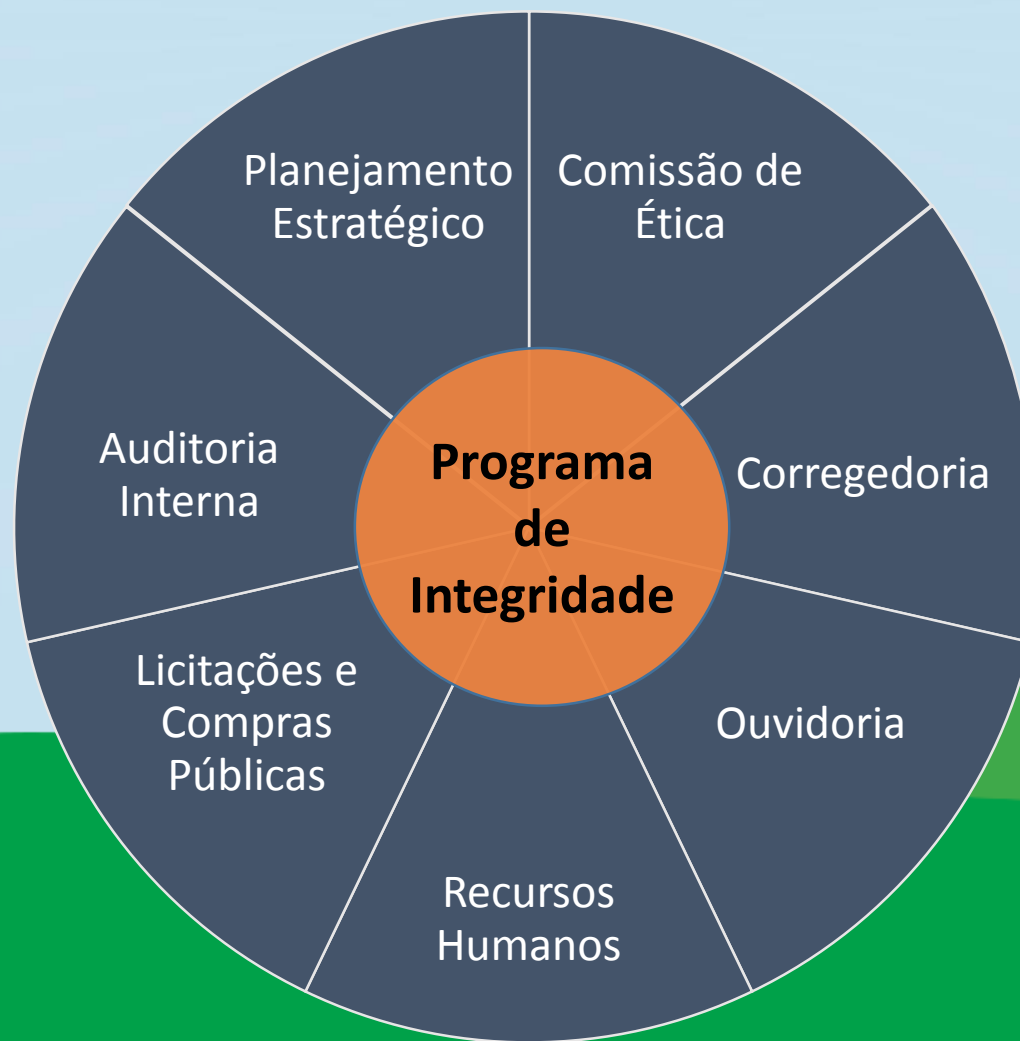 Planejamento
Estratégico
Comissão de
Ética
Corregedoria
Ouvidoria
Recursos
Humanos
Licitações e
Compras
Públicas
Auditoria
Interna
Programa
de
Integridade